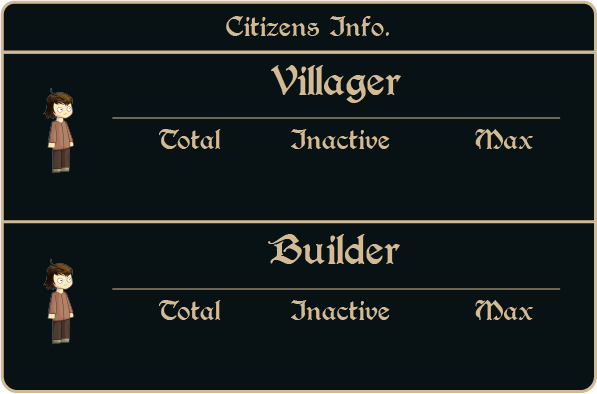 Citizens Info.
Villager
Total Inactive Max
Builder
Total Inactive Max